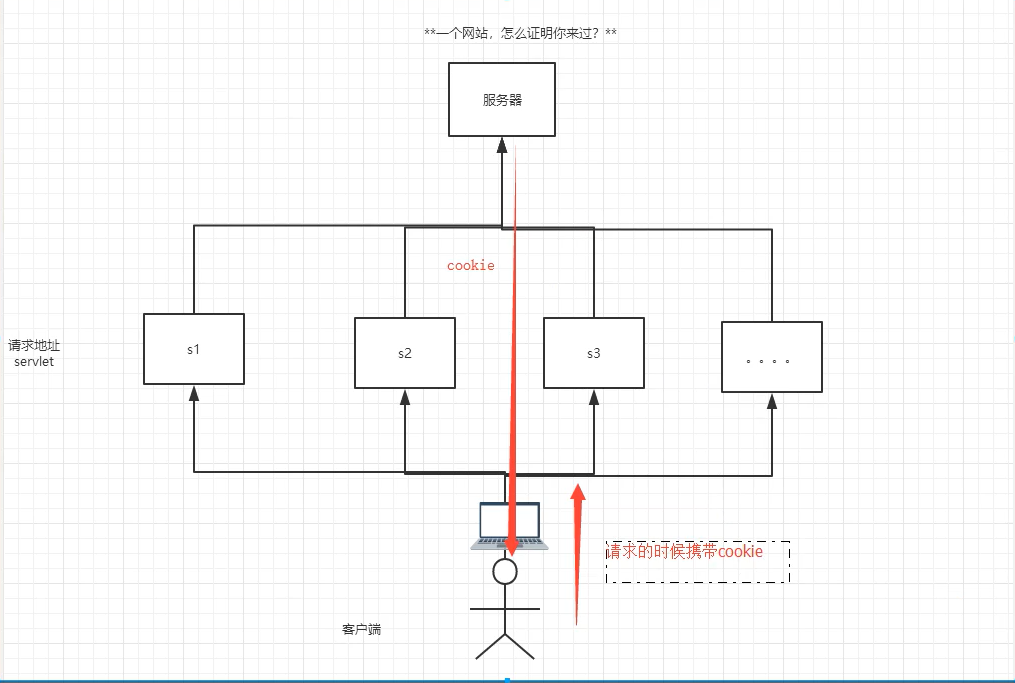 **一个网站，怎么证明你来过？**
服务器
cookie
请求地址
servlet
s1
s2
s3
。。。。
请求的时候携带cookie
客户端